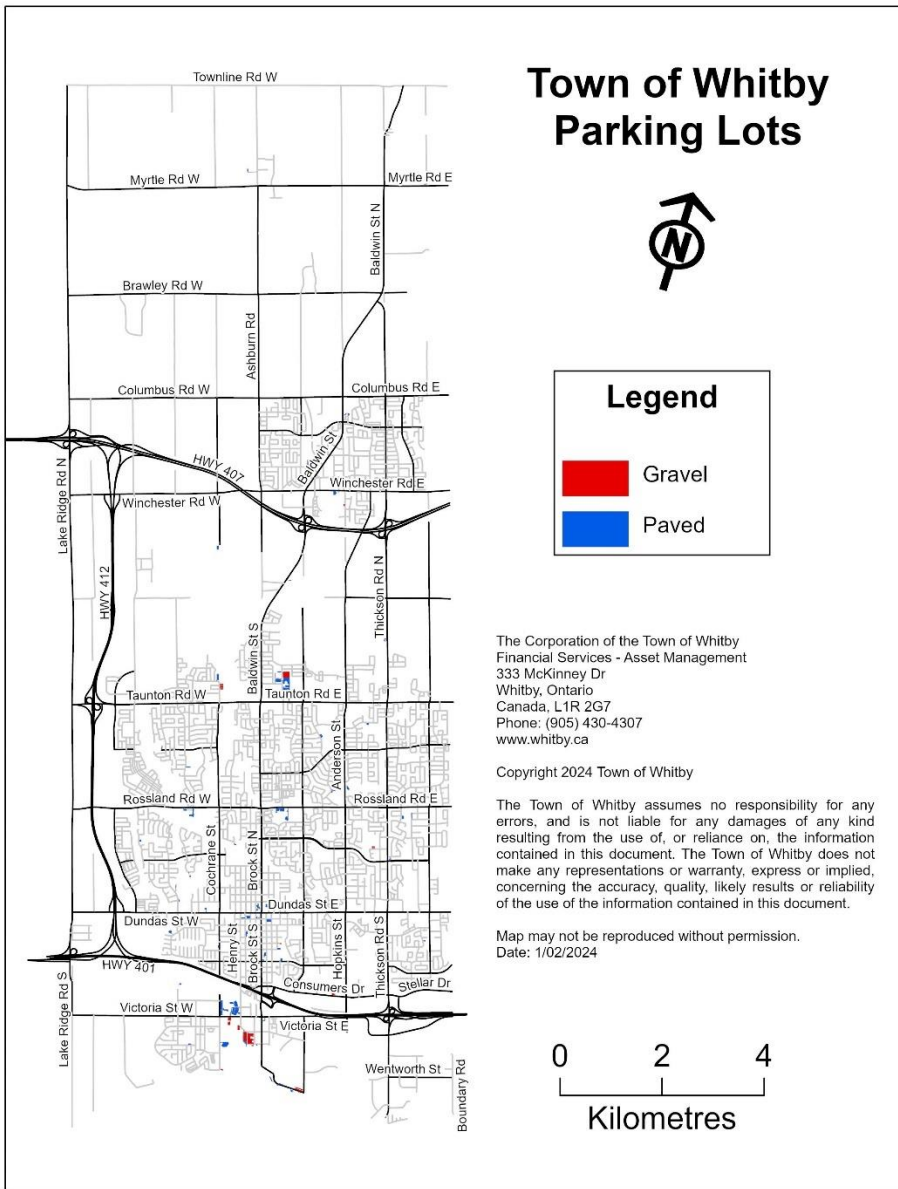 Town of Whitby
Parking Lots
N
Legend
Gravel
Paved
The Corporation of the Town of Whitby
Financial Services - Asset Management
333 McKinney Dr
Whitby, Ontario
Canada, L1R 2G7
Phone: (905) 430-4307
www.whitby.ca
Copyright 2024 Town of Whitby
The Town of Whitby assumes no responsibility for any
errors, and is not liable for any damages of any kind
resulting from the use of, or reliance on, the information
contained in this document. The Town of Whitby does not
make any representations or warranty, express or implied,
concerning the accuracy, quality, likely results or reliability
of the use of the information contained in this document.
Map may not be reproduced without permission.
Date: 1/02/2024
0 2 4
Kilometres
Townline Rd W
Myrtle Rd W
Myrtle Rd E
Baldwin St N
Brawley Rd W
Ashburn Rd
Columbus Rd W
Columbus Rd E
Baldwin St
HWY 407
Winchester Rd E
Winchester Rd W
Lake Ridge Rd N
HWY 412
Thickson Rd N
Baldwin St S
Taunton Rd W
Taunton Rd E
Anderson St
Rossland Rd W
Rossland Rd E
Cochrane St
Brock St N
Dundas St E
Dundas St W
Henry St
Brock St S
Hopkins St
Thickson Rd S
HWY 401
Consumers Dr
Stellar Dr
Lake Ridge Rd S
Victoria St W
Victoria St E
Wentworth St
Boundary Rd